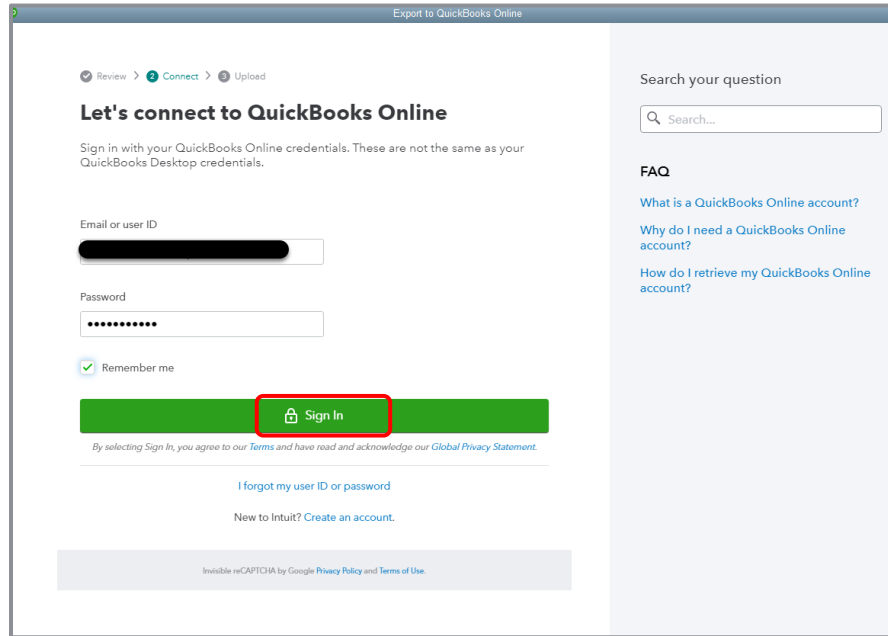 Export to QuickBooks Online
Review > 2 Connect > 3 Upload
Let's connect to QuickBooks Online
Sign in with your QuickBooks Online credentials. These are not the same as your
QuickBooks Desktop credentials.
Email or user ID
Password
•••••••••••
Remember me
Sign In
By selecting Sign In, you agree to our Terms and have read and acknowledge our Global Privacy Statement.
I forgot my user ID or password
New to Intuit? Create an account.
Invisible reCAPTCHA by Google Privacy Policy and Terms of Use.
Search your question
Search...
FAQ
What is a QuickBooks Online account?
Why do I need a QuickBooks Online
account?
How do I retrieve my QuickBooks Online
account?